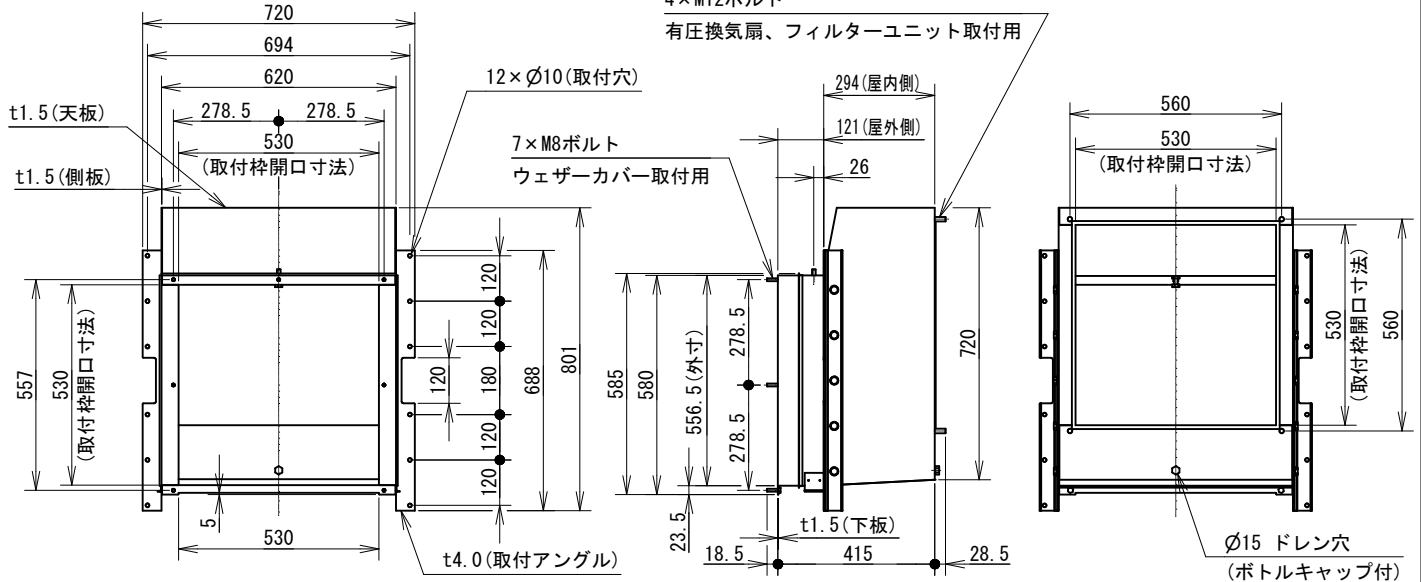 720
694
620
278.5
278.5
530
(取付枠開口寸法)
12×Ø10(取付穴)
t1.5(天板)
t1.5(側板)
557
530
(取付枠開口寸法)
120
120
120
180
120
120
688
801
5
530
t4.0(取付アングル)
4×M12ボルト
有圧換気扇、フィルターユニット取付用
294(屋内側)
121(屋外側)
26
7×M8ボルト
ウェザーカバー取付用
585
580
556.5(外寸)
278.5
278.5
720
23.5
t1.5(下板)
18.5
415
28.5
560
530
(取付枠開口寸法)
530
(取付枠開口寸法)
560
Ø15 ドレン穴
(ボトルキャップ付)